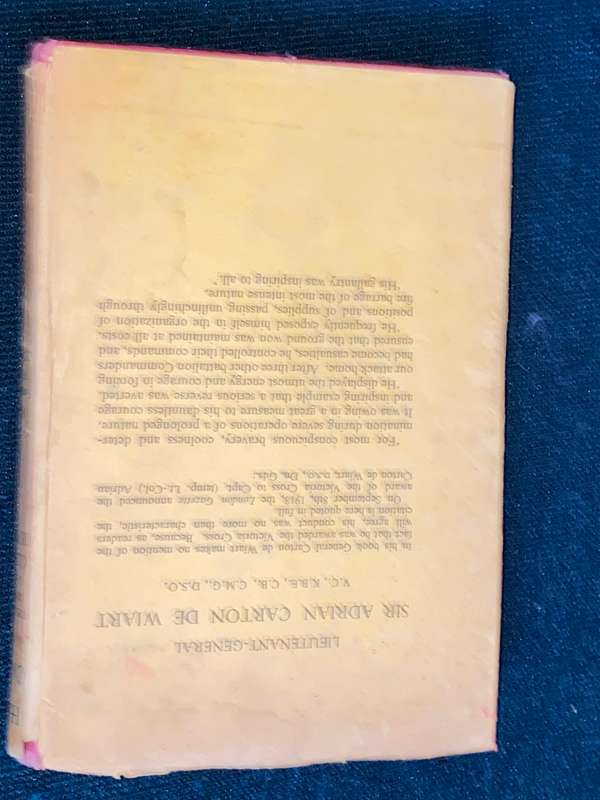 LIEUTENANT-GENERAL
SIR ADRIAN CARTON DE WIART
V.C., K.B.E., C.B., C.M.G., D.S.O.
in his book General Carton de Wiart makes no mention of the
fact that he was awarded the Victoria Cross. Because, as readers
will agree, his conduct was no more than characteristic, the
citation is here quoted in full.
On September 8th, 1915, the London Gazette announced the
award of the Victoria Cross to Capt. (temp. Lt.-Col.) Adrian
Carton de Wiart, D.S.O., Dn. Gds.:
"For most conspicuous bravery, coolness and deter-
mination during severe operations of a prolonged nature.
It was owing in a great measure to his dauntless courage
and inspiring example that a serious reverse was averted.
He displayed the utmost energy and courage in forcing
our attack home. After three other battalion Commanders
had become casualties, he controlled their commands, and
ensured that the ground won was maintained at all costs.
He frequently exposed himself in the organization of
positions and of supplies, passing unflinchingly through
fire barrage of the most intense nature.
"His gallantry was inspiring to all."